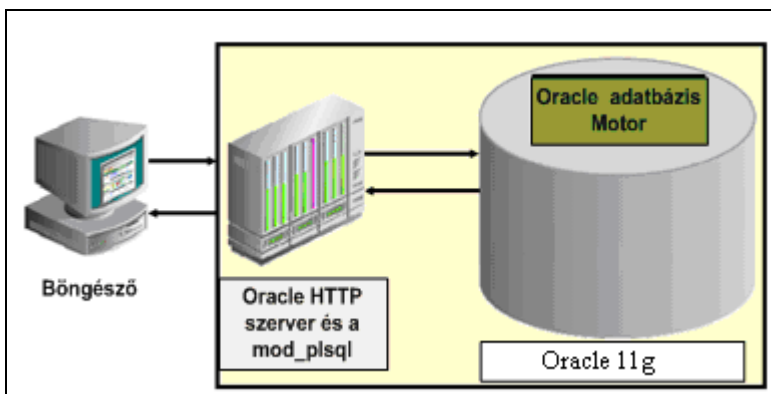 Oracle adatbázis
Motor
Böngésző
Oracle HTTP
szerver és a
mod_plsql
Oracle 11g